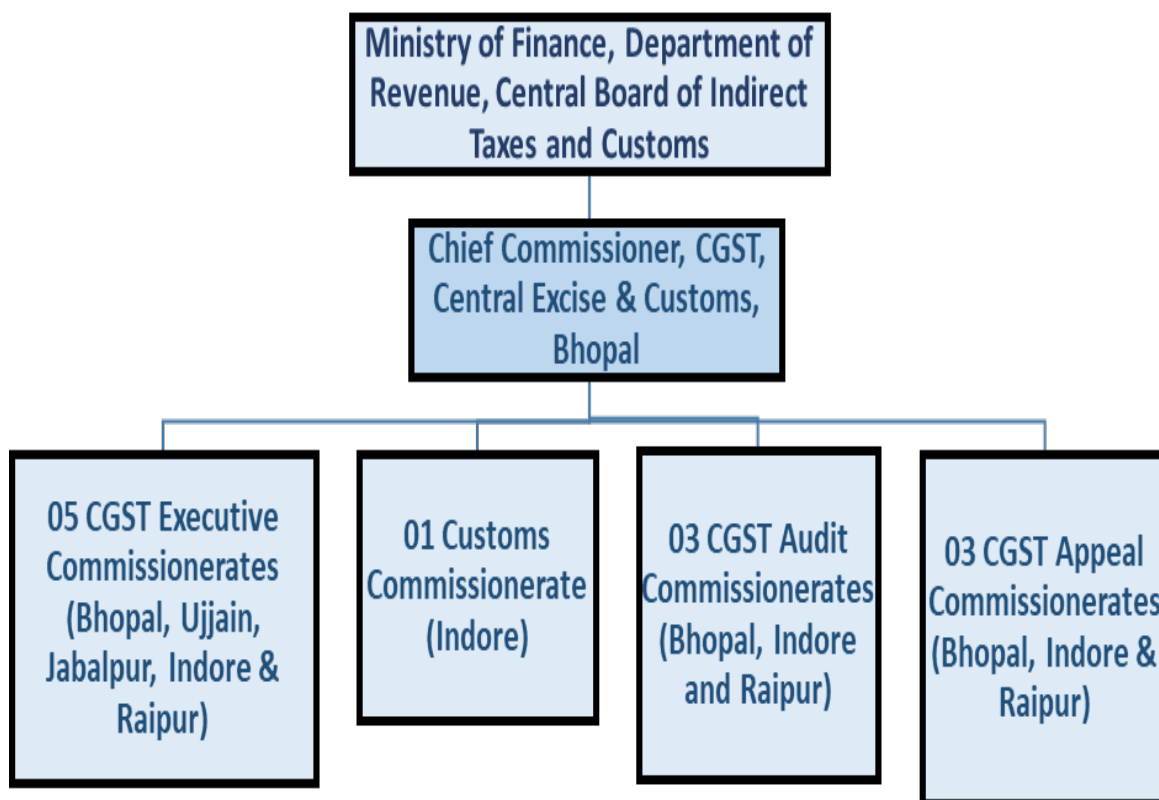 Ministry of Finance, Department of
Revenue, Central Board of Indirect
Taxes and Customs
Chief Commissioner, CGST,
Central Excise & Customs,
Bhopal
05 CGST Executive
Commissionerates
(Bhopal, Ujjain,
Jabalpur, Indore &
Raipur)
01 Customs
Commissionerate
(Indore)
03 CGST Audit
Commissionerates
(Bhopal, Indore
and Raipur)
03 CGST Appeal
Commissionerates
(Bhopal, Indore &
Raipur)